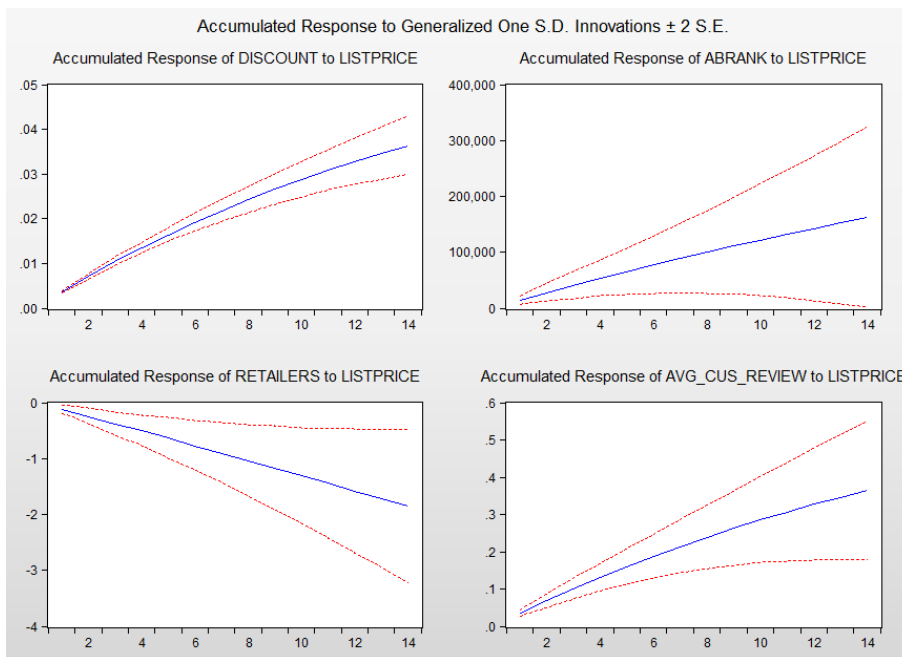 Accumulated Response to Generalized One S.D. Innovations ± 2 S.E.
Accumulated Response of DISCOUNT to LISTPRICE
.05
.04
.03
.02
.01
.00
2 4 6 8 10 12 14
Accumulated Response of ABRANK to LISTPRICE
400,000
300,000
200,000
100,000
0
2 4 6 8 10 12 14
Accumulated Response of RETAILERS to LISTPRICE
0
-1
-2
-3
-4
2 4 6 8 10 12 14
Accumulated Response of AVG_CUS_REVIEW to LISTPRICE
.6
.5
.4
.3
.2
.1
.0
2 4 6 8 10 12 14